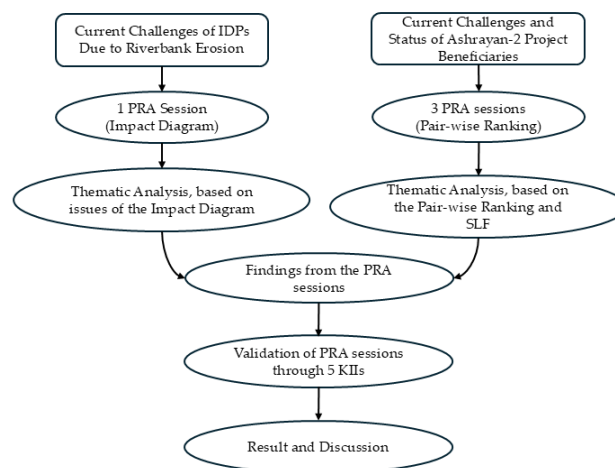 Current Challenges of IDPs
Due to Riverbank Erosion
Current Challenges and
Status of Ashrayan-2 Project
Beneficiaries
1 PRA Session
(Impact Diagram)
3 PRA sessions
(Pair-wise Ranking)
Thematic Analysis, based on
issues of the Impact Diagram
Thematic Analysis, based on
the Pair-wise Ranking and
SLF
Findings from the PRA
sessions
Validation of PRA sessions
through 5 KIIs
Result and Discussion